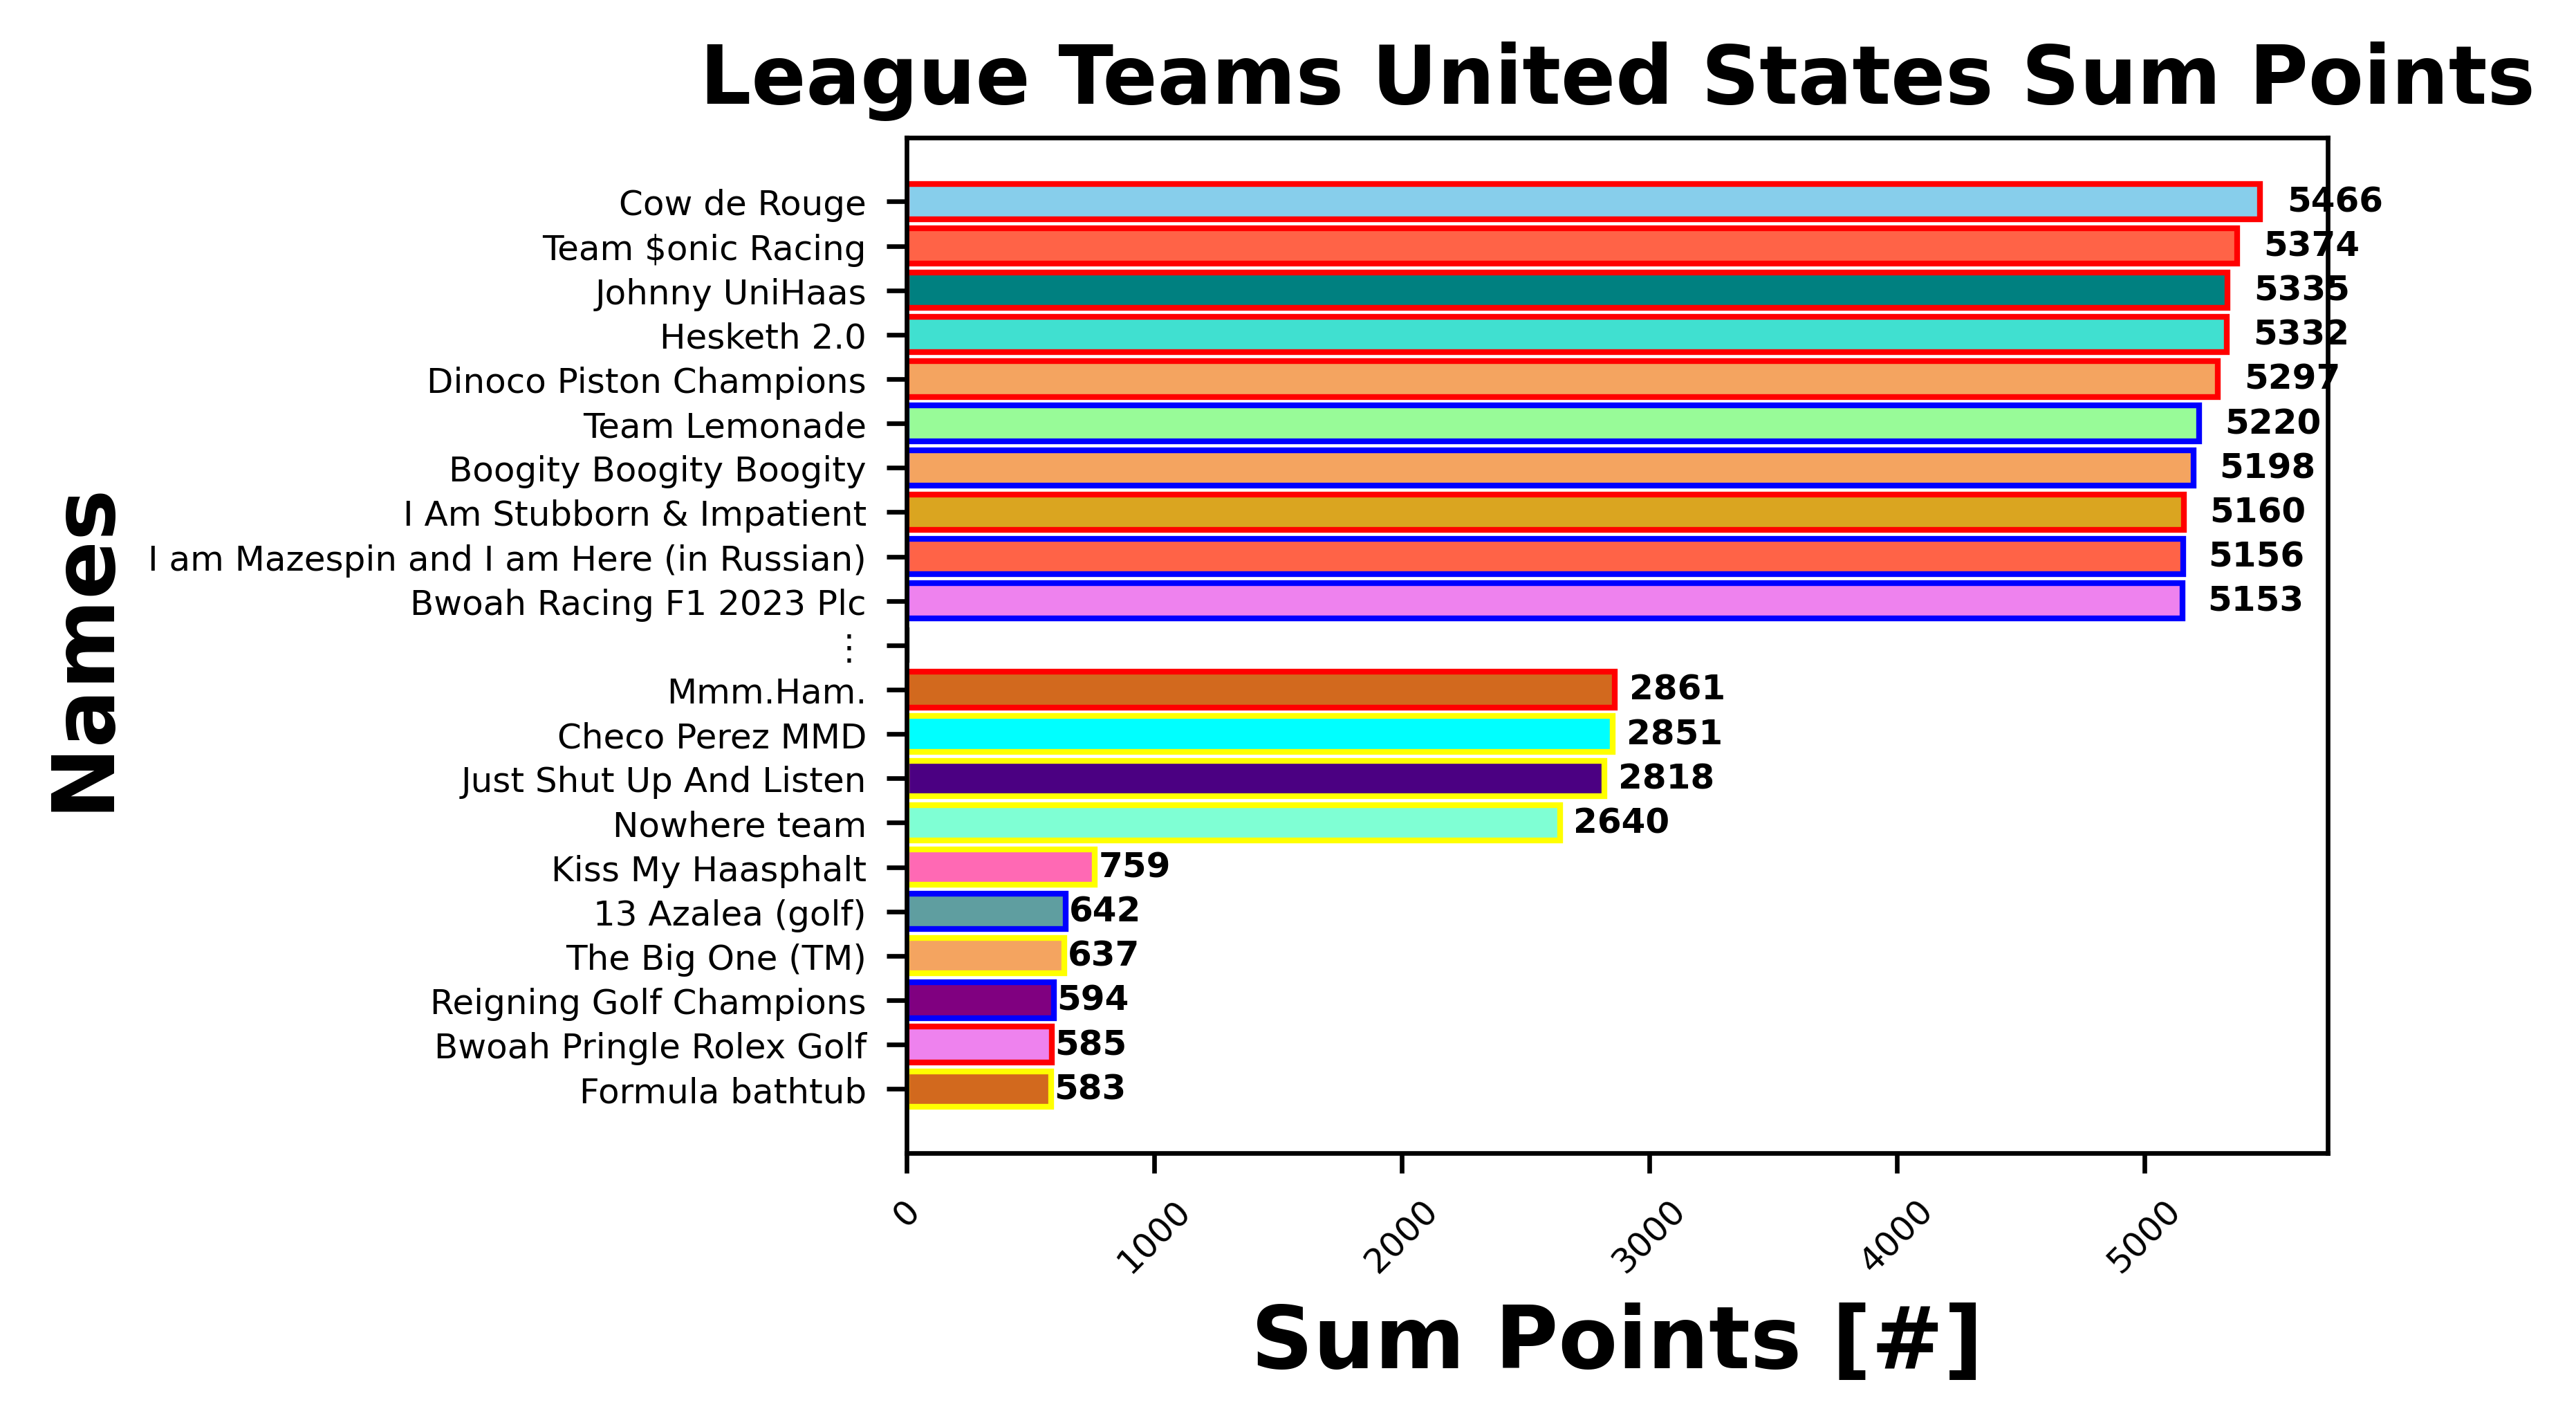 League Teams United States Sum Points
Names
Cow de Rouge 5466
Team $onic Racing 5374
Johnny UniHaas 5335
Hesketh 2.0 5332
Dinoco Piston Champions 5297
Team Lemonade 5220
Boogity Boogity Boogity 5198
I Am Stubborn & Impatient 5160
I am Mazespin and I am Here (in Russian) 5156
Bwoah Racing F1 2023 Plc 5153
⋮
Mmm.Ham. 2861
Checo Perez MMD 2851
Just Shut Up And Listen 2818
Nowhere team 2640
Kiss My Haasphalt 759
13 Azalea (golf) 642
The Big One (TM) 637
Reigning Golf Champions 594
Bwoah Pringle Rolex Golf 585
Formula bathtub 583
0 1000 2000 3000 4000 5000
Sum Points [#]